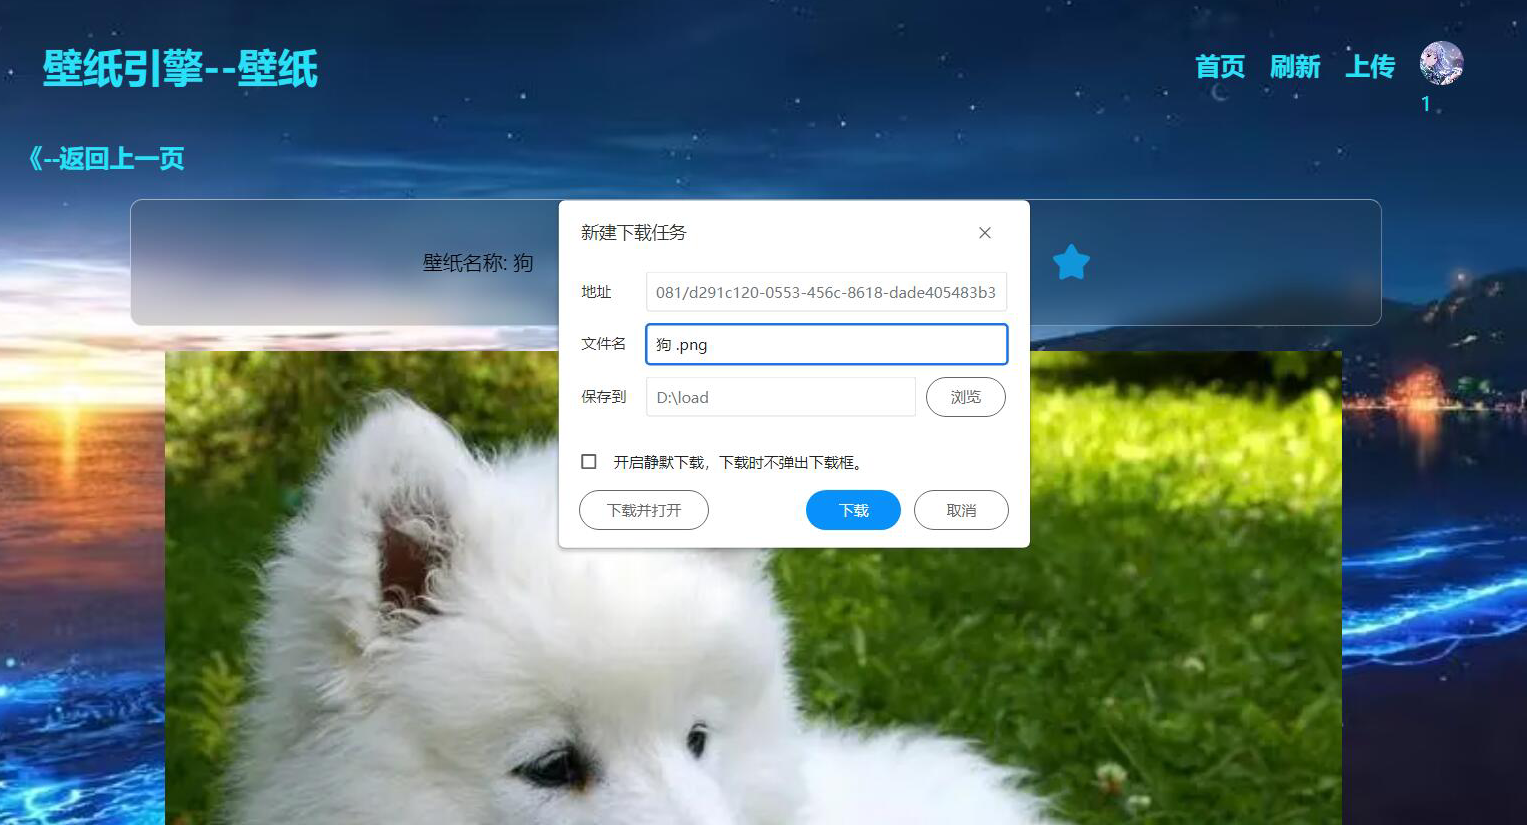 壁纸引擎--壁纸
首页 刷新 上传
1
《--返回上一页
壁纸名称: 狗
新建下载任务
地址 081/d291c120-0553-456c-8618-dade405483b3
文件名 狗 .png
保存到 D:\load 浏览
开启静默下载，下载时不弹出下载框。
下载并打开 下载 取消